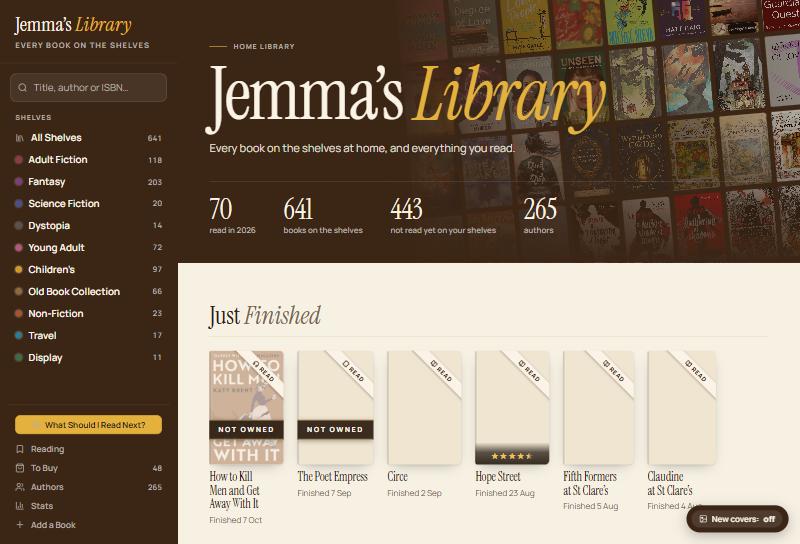 Jemma's Library
EVERY BOOK ON THE SHELVES
Title, author or ISBN...
SHELVES
All Shelves 641
Adult Fiction 118
Fantasy 203
Science Fiction 20
Dystopia 14
Young Adult 72
Children's 97
Old Book Collection 66
Non-Fiction 23
Travel 17
Display 11
What Should I Read Next?
Reading
To Buy 48
Authors 265
Stats
Add a Book
HOME LIBRARY
Jemma's Library
Every book on the shelves at home, and everything you read.
70 641 443 265
read in 2026 books on the shelves not read yet on your shelves authors
UNSEEN
MATT HAIG
Just Finished
READ READ READ READ READ READ
HOW TO
KILL M
KATY BRENT
NOT OWNED NOT OWNED
GET AWAY
WITH IT
How to Kill
Men and Get
Away With It
Finished 7 Oct
The Poet Empress
Finished 7 Sep
Circe
Finished 2 Sep
Hope Street
Finished 23 Aug
Fifth Formers
at St Clare's
Finished 5 Aug
Claudine
at St Clare's
Finished 4 Aug
New covers: off